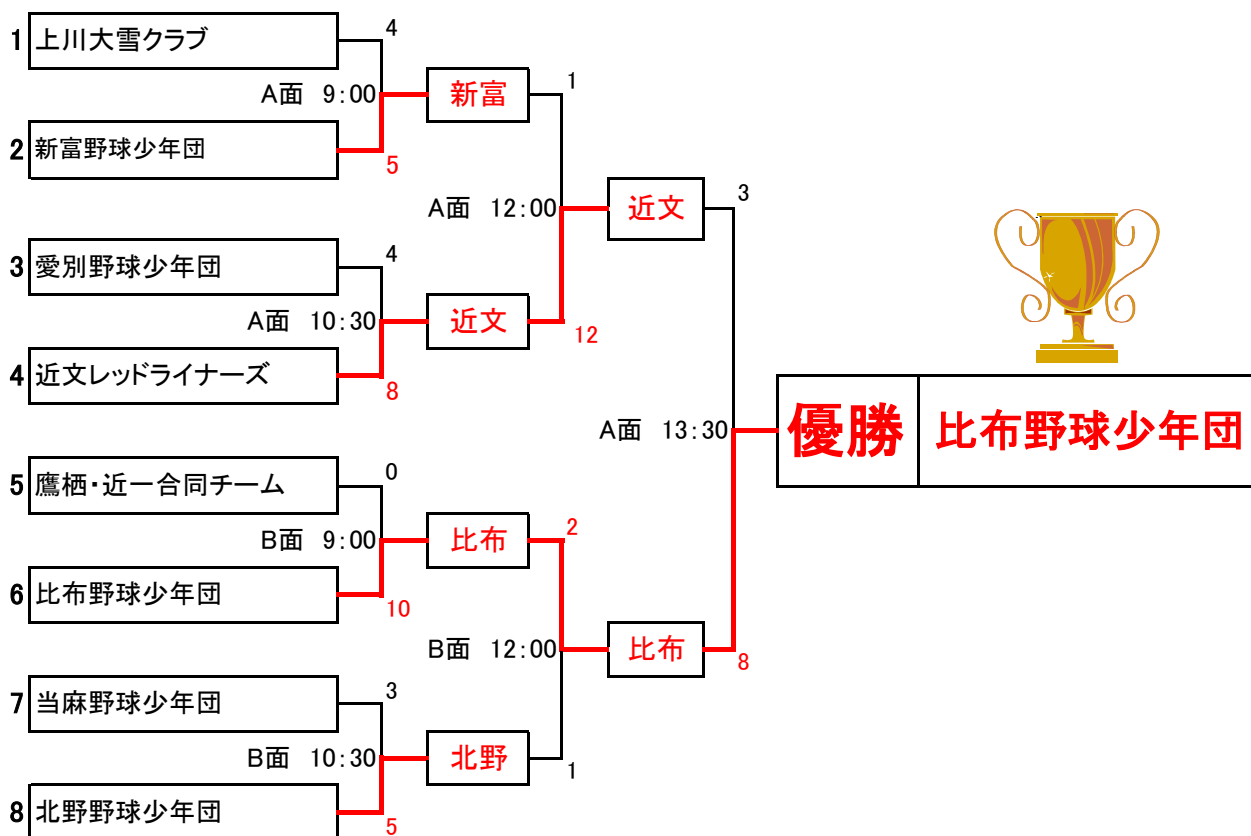 4
1 上川大雪クラブ
A面 9:00
新富
1
2 新富野球少年団
5
A面 12:00
近文
3
3 愛別野球少年団
4
A面 10:30
近文
12
4 近文レッドライナーズ
8
A面 13:30
優勝 比布野球少年団
5 鷹栖・近一合同チーム
0
B面 9:00
比布
2
6 比布野球少年団
10
B面 12:00
比布
8
7 当麻野球少年団
3
B面 10:30
北野
1
8 北野野球少年団
5